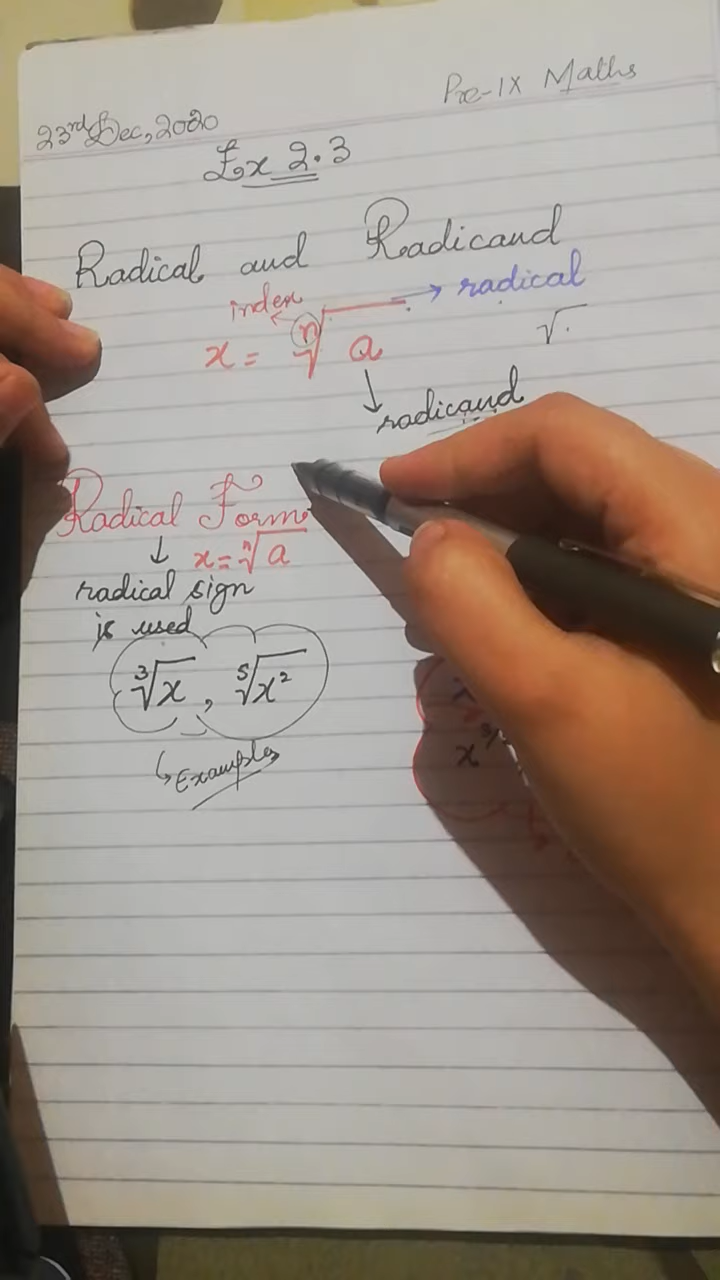 Pre-IX Maths
23rd Dec, 2020
Ex 2.3
Radical and Radicand
index
radical
x = ⁿ√a
√
radicand
Radical Form
x = ⁿ√a
radical sign
is used
³√x , ⁵√x²
Examples